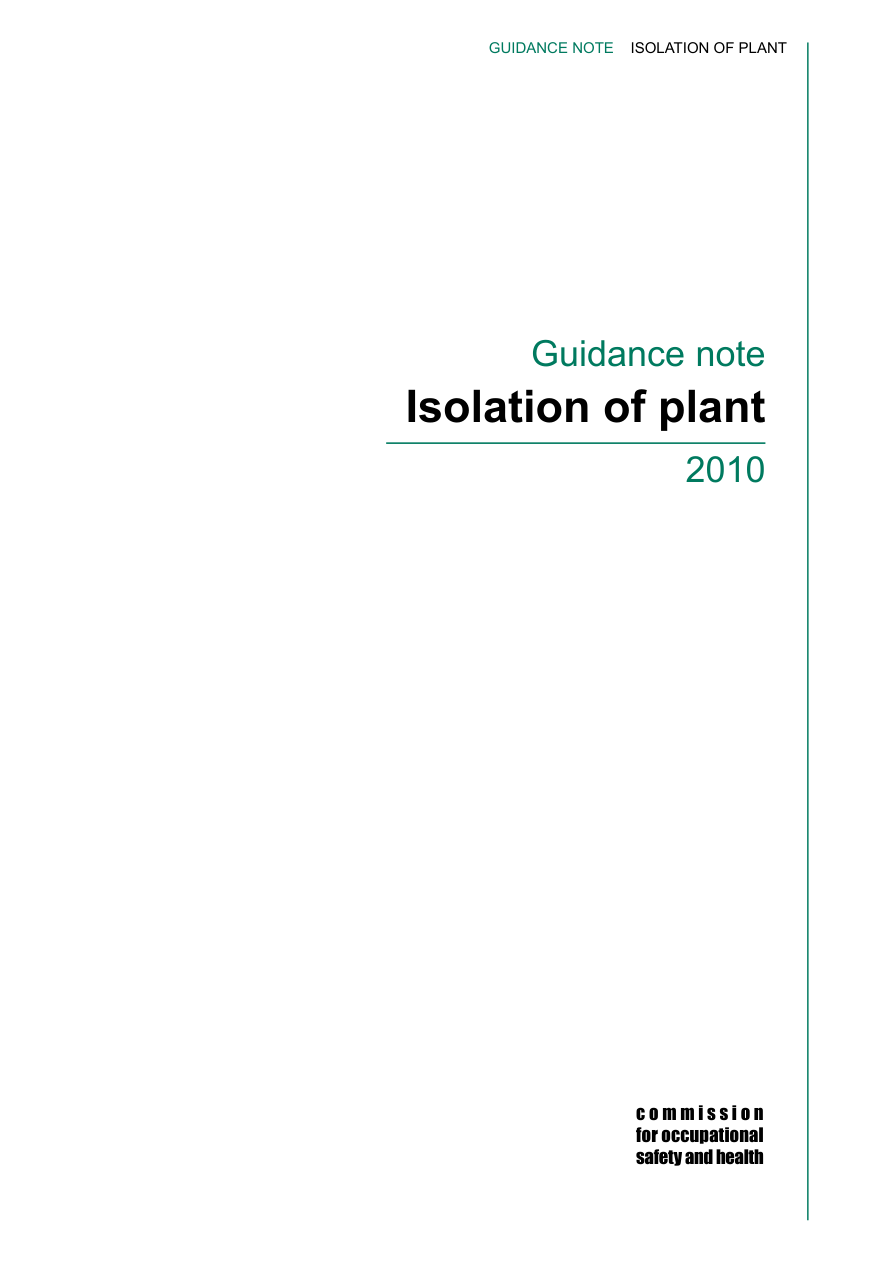 GUIDANCE NOTE ISOLATION OF PLANT
Guidance note
Isolation of plant
2010
commission
for occupational
safety and health